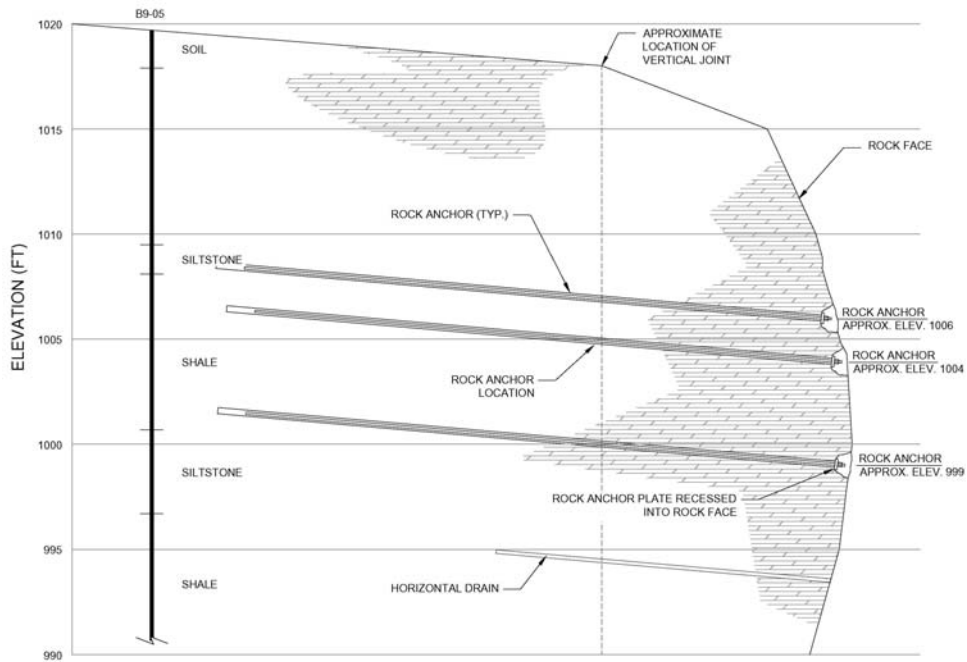 B9-05
1020
SOIL
APPROXIMATE
LOCATION OF
VERTICAL JOINT
1015
ROCK FACE
ROCK ANCHOR (TYP.)
1010
ELEVATION (FT)
SILTSTONE
ROCK ANCHOR
APPROX. ELEV. 1006
1005
ROCK ANCHOR
APPROX. ELEV. 1004
SHALE
ROCK ANCHOR
LOCATION
1000
ROCK ANCHOR
APPROX. ELEV. 999
SILTSTONE
ROCK ANCHOR PLATE RECESSED
INTO ROCK FACE
995
SHALE
HORIZONTAL DRAIN
990